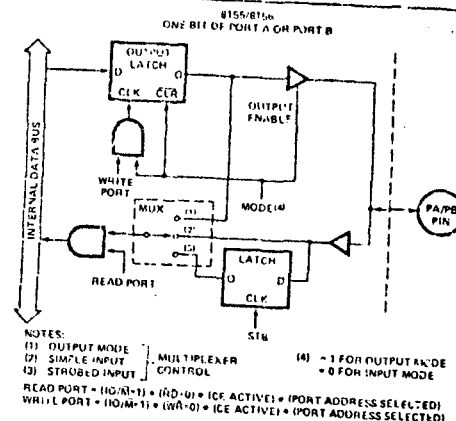 8155/8156
ONE BIT OF PORT A OR PORT B
OUTPUT
LATCH
D
Q
CLK
CLR
OUTPUT
ENABLE
INTERNAL DATA BUS
WRITE
PORT
MODE(4)
MUX
(1)
(2)
(3)
PA/PB
PIN
READ PORT
LATCH
Q
D
CLK
STB
NOTES:
(1) OUTPUT MODE
(2) SIMPLE INPUT
(3) STROBED INPUT
MULTIPLEXER
CONTROL
(4) = 1 FOR OUTPUT MODE
= 0 FOR INPUT MODE
READ PORT = (IO/M=1) • (RD=0) • (CE ACTIVE) • (PORT ADDRESS SELECTED)
WRITE PORT = (IO/M=1) • (WR=0) • (CE ACTIVE) • (PORT ADDRESS SELECTED)